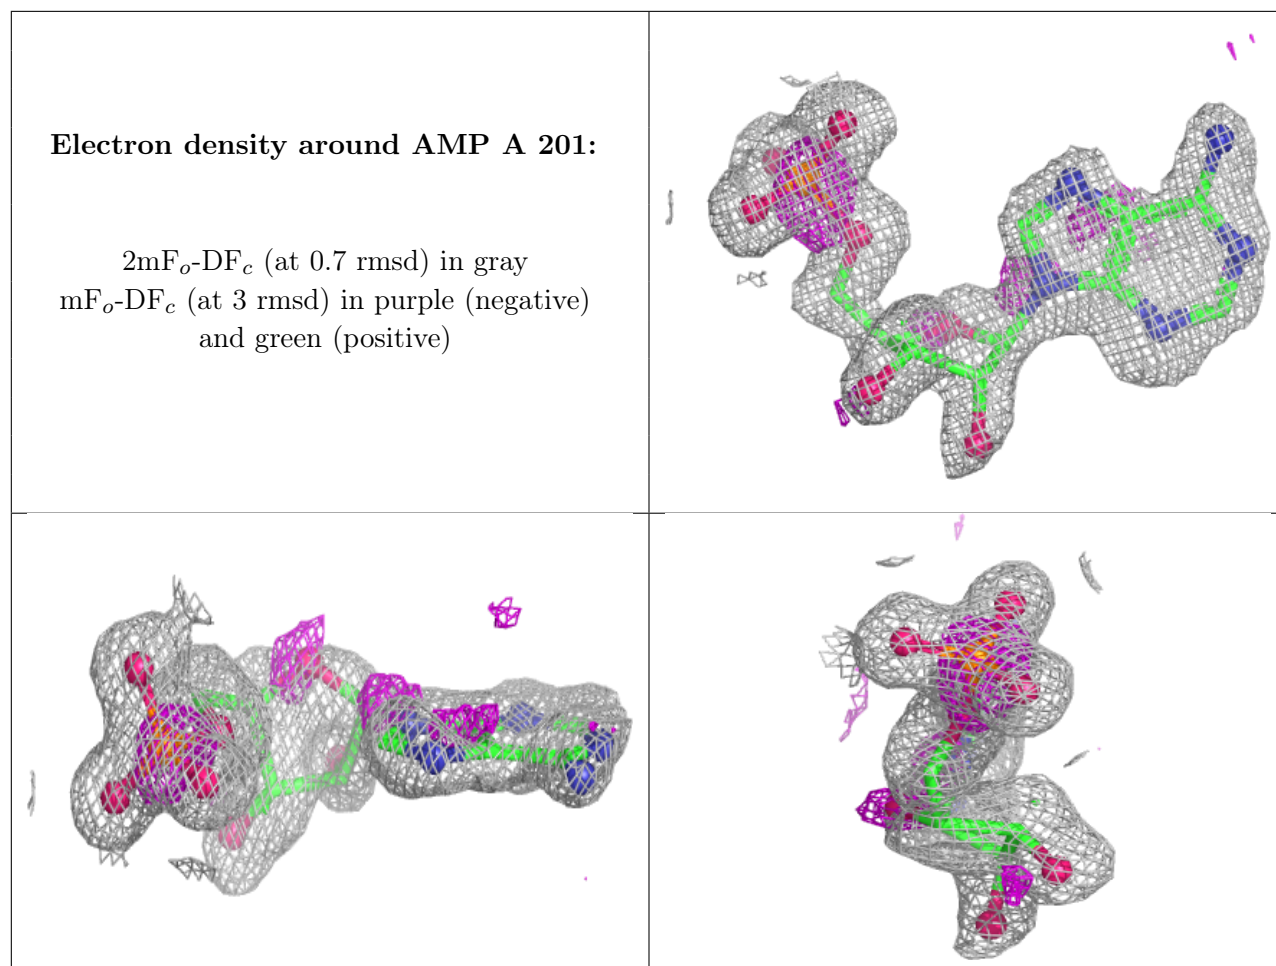 Electron density around AMP A 201:
2mFo-DFc (at 0.7 rmsd) in gray
mFo-DFc (at 3 rmsd) in purple (negative)
and green (positive)